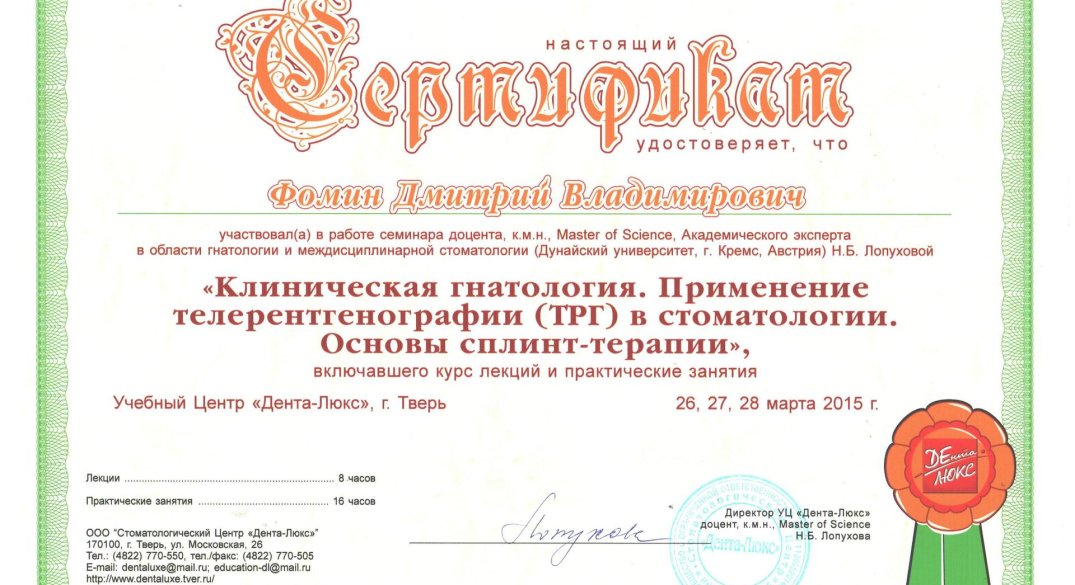 настоящий
Сертификат
удостоверяет, что
Фомин Дмитрий Владимирович
участвовал(а) в работе семинара доцента, к.м.н., Master of Science, Академического эксперта
в области гнатологии и междисциплинарной стоматологии (Дунайский университет, г. Кремс, Австрия) Н.Б. Лопуховой
«Клиническая гнатология. Применение
телерентгенографии (ТРГ) в стоматологии.
Основы сплинт-терапии»,
включавшего курс лекций и практические занятия
Учебный Центр «Дента-Люкс», г. Тверь 26, 27, 28 марта 2015 г.
ДЕнта
ЛЮКС
Лекции ........................................................ 8 часов
Практические занятия .................................. 16 часов
ООО "Стоматологический Центр «Дента-Люкс»"
170100, г. Тверь, ул. Московская, 26
Тел.: (4822) 770-550, тел./факс: (4822) 770-505
E-mail: dentaluxe@mail.ru; education-dl@mail.ru
http://www.dentaluxe.tver.ru/
Лопухова
«Дента-Люкс»
Директор УЦ «Дента-Люкс»
доцент, к.м.н., Master of Science
Н.Б. Лопухова